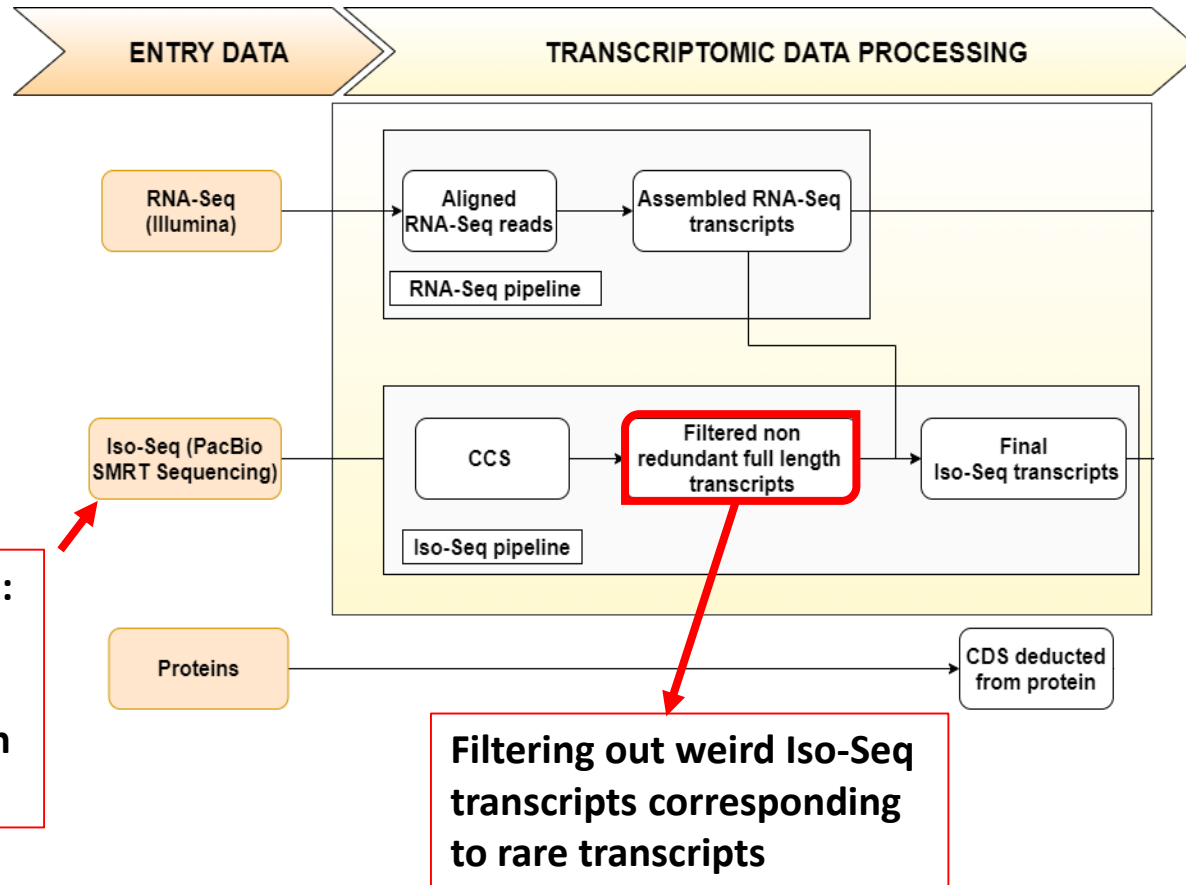 ENTRY DATA
TRANSCRIPTOMIC DATA PROCESSING
RNA-Seq
(Illumina)
Aligned
RNA-Seq reads
Assembled RNA-Seq
transcripts
RNA-Seq pipeline
Iso-Seq (PacBio
SMRT Sequencing)
CCS
Filtered non
redundant full length
transcripts
Final
Iso-Seq transcripts
Iso-Seq pipeline
:
Proteins
CDS deducted
from protein
Filtering out weird Iso-Seq
transcripts corresponding
to rare transcripts